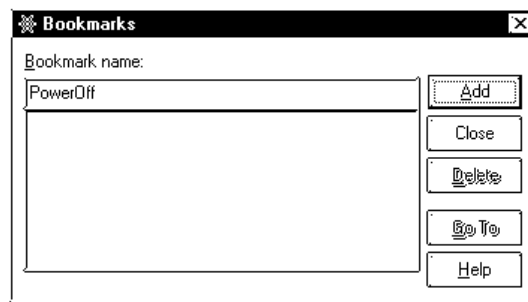 Bookmarks
Bookmark name:
PowerOff
Add
Close
Delete
Go To
Help